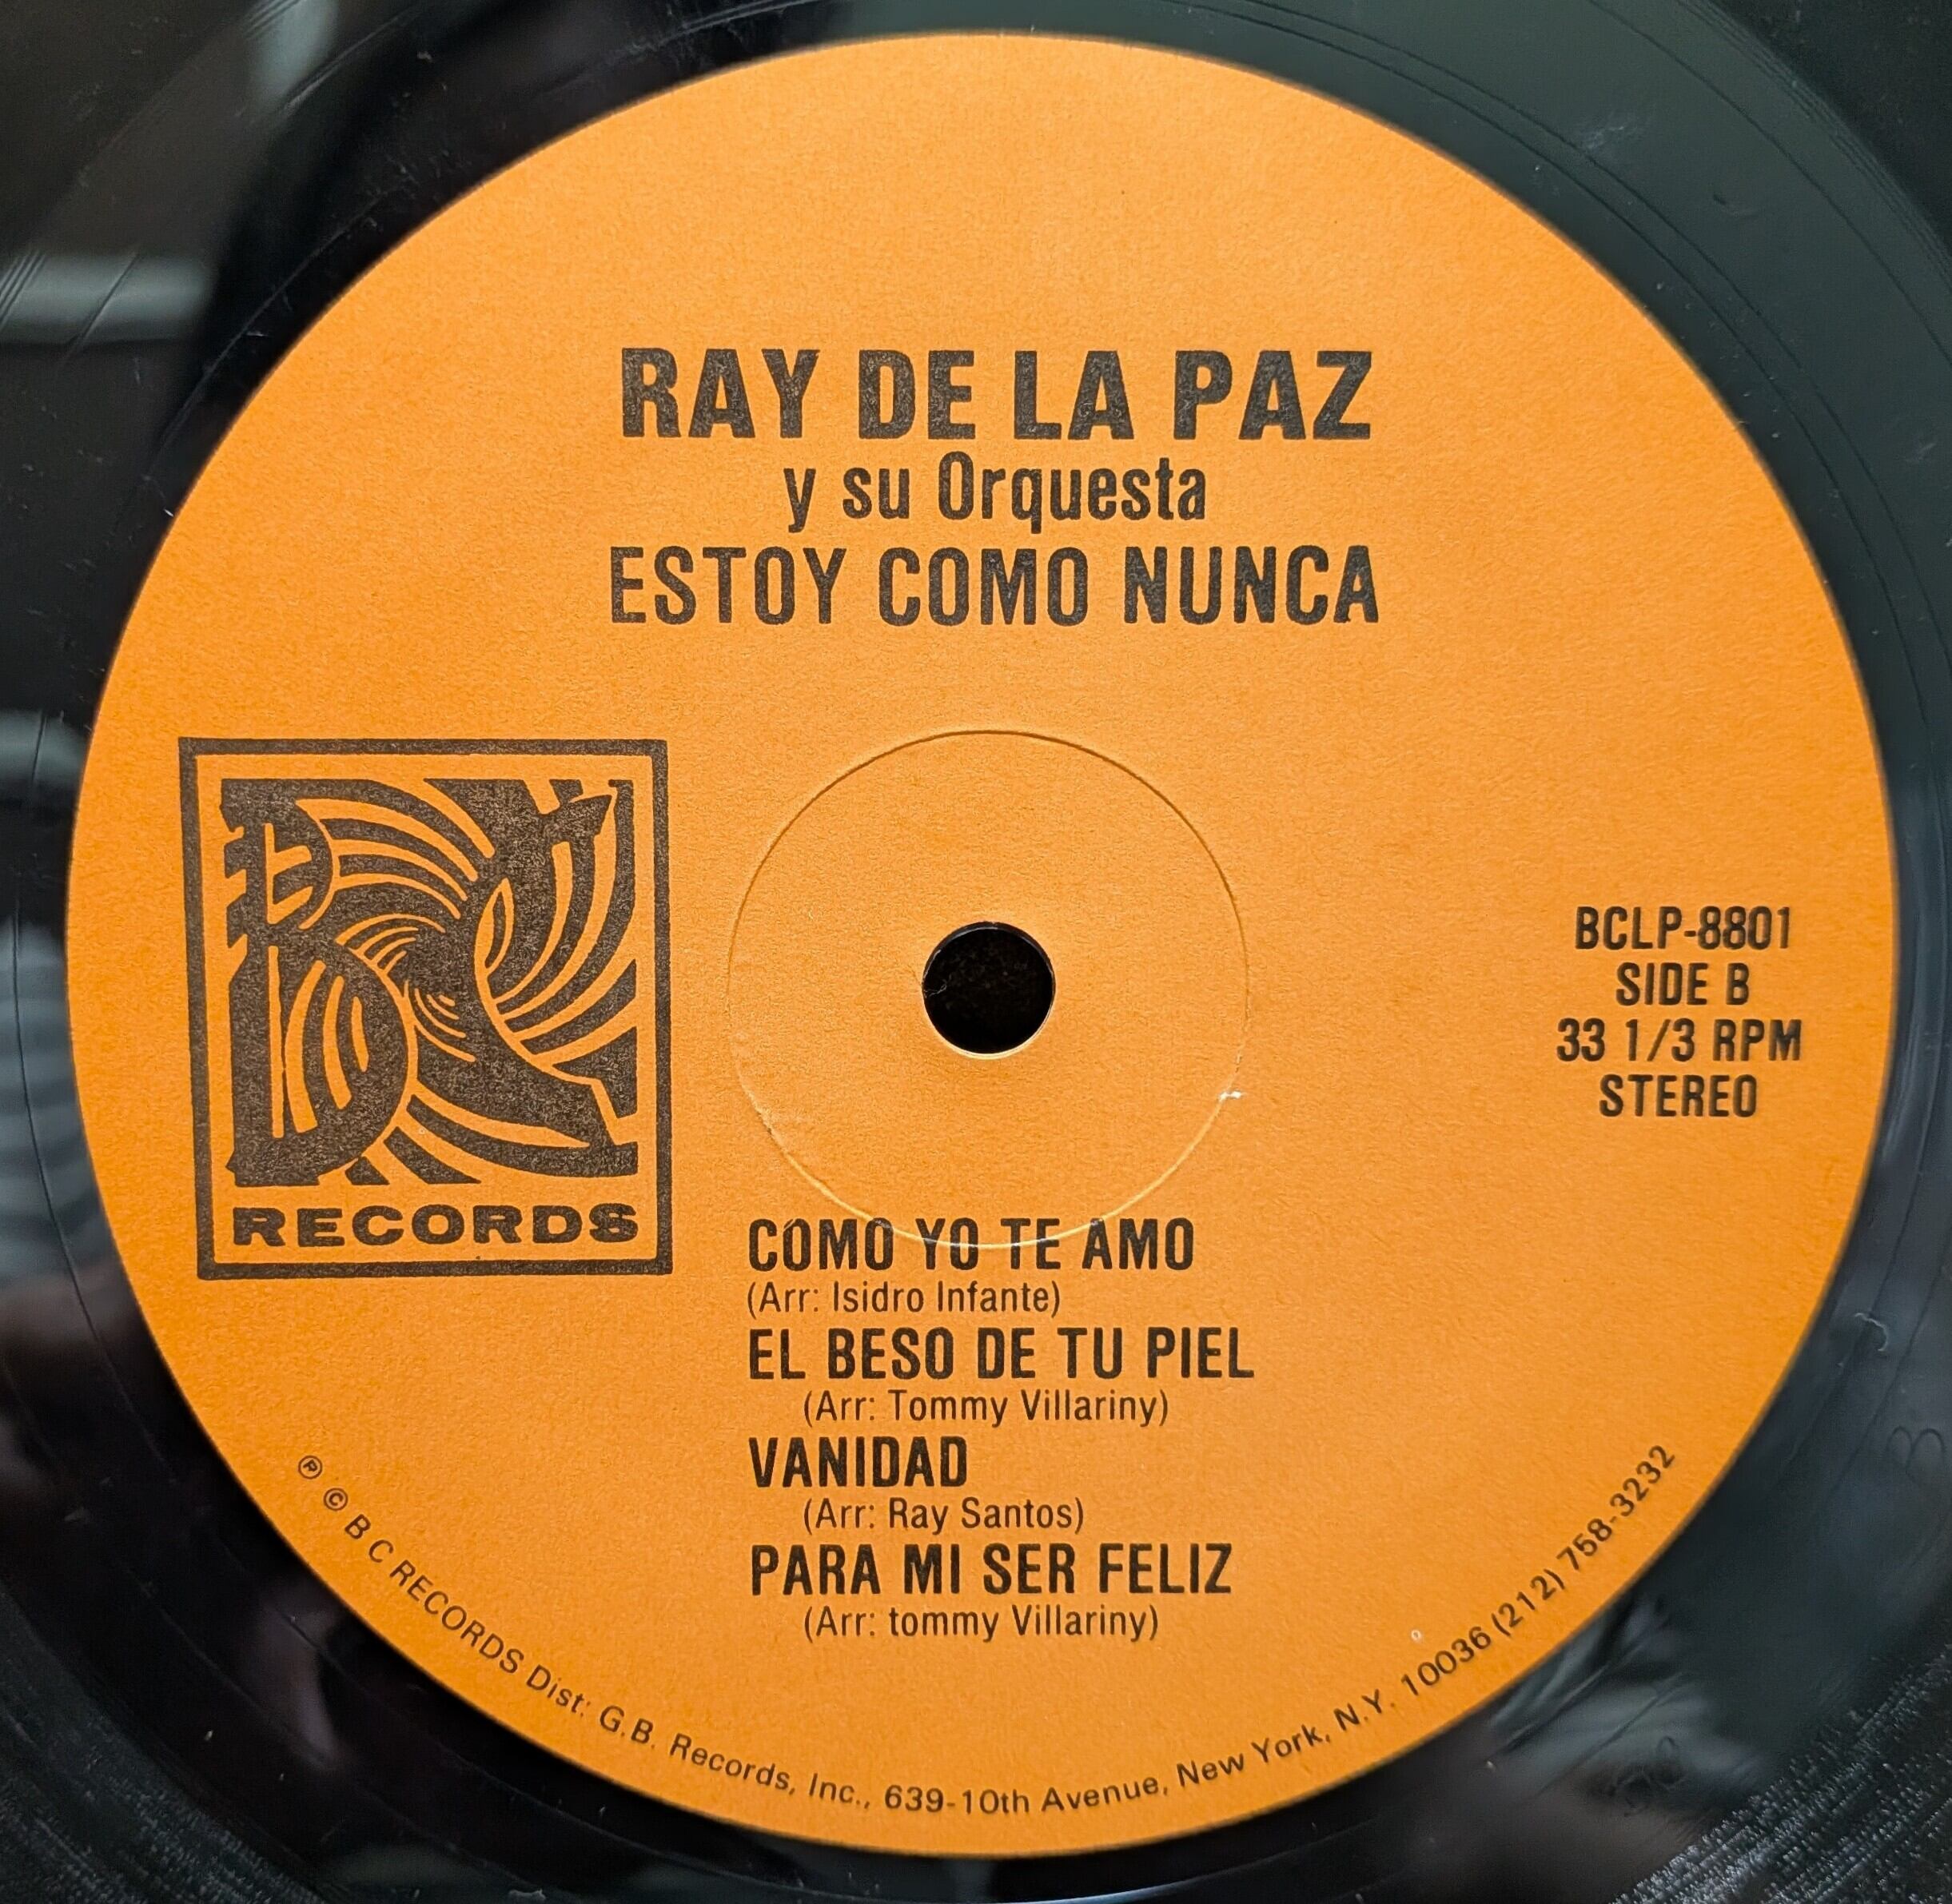 RAY DE LA PAZ
y su Orquesta
ESTOY COMO NUNCA
RECORDS
BCLP-8801
SIDE B
33 1/3 RPM
STEREO
COMO YO TE AMO
(Arr: Isidro Infante)
EL BESO DE TU PIEL
(Arr: Tommy Villariny)
VANIDAD
(Arr: Ray Santos)
PARA MI SER FELIZ
(Arr: tommy Villariny)
® © B C RECORDS Dist: G.B. Records, Inc., 639-10th Avenue, New York, N.Y. 10036 (212) 758-3232